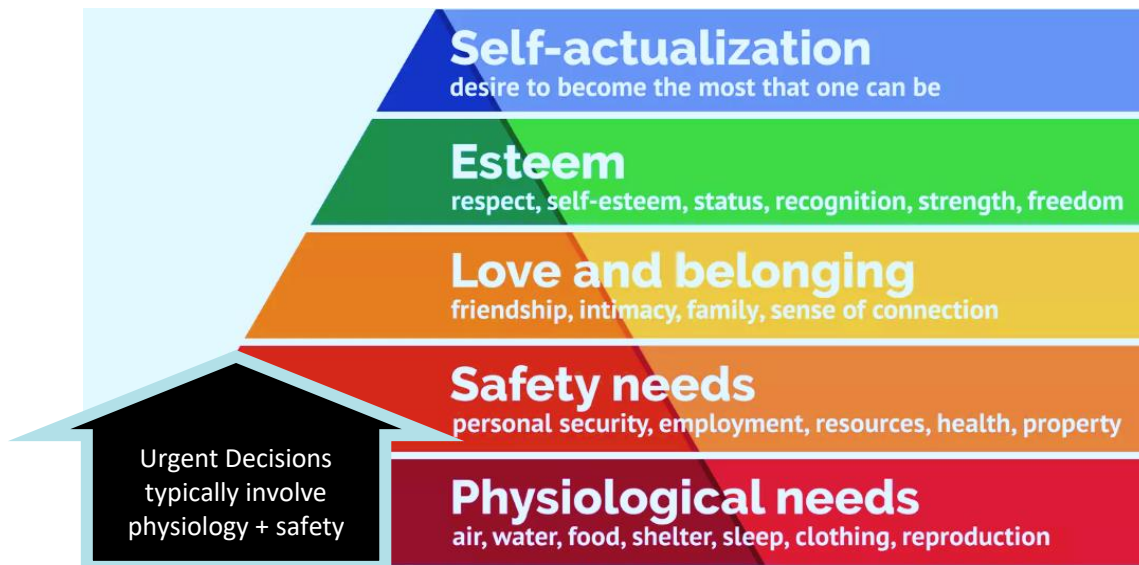 Self-actualization
desire to become the most that one can be
Esteem
respect, self-esteem, status, recognition, strength, freedom
Love and belonging
friendship, intimacy, family, sense of connection
Safety needs
personal security, employment, resources, health, property
Physiological needs
air, water, food, shelter, sleep, clothing, reproduction
Urgent Decisions
typically involve
physiology + safety